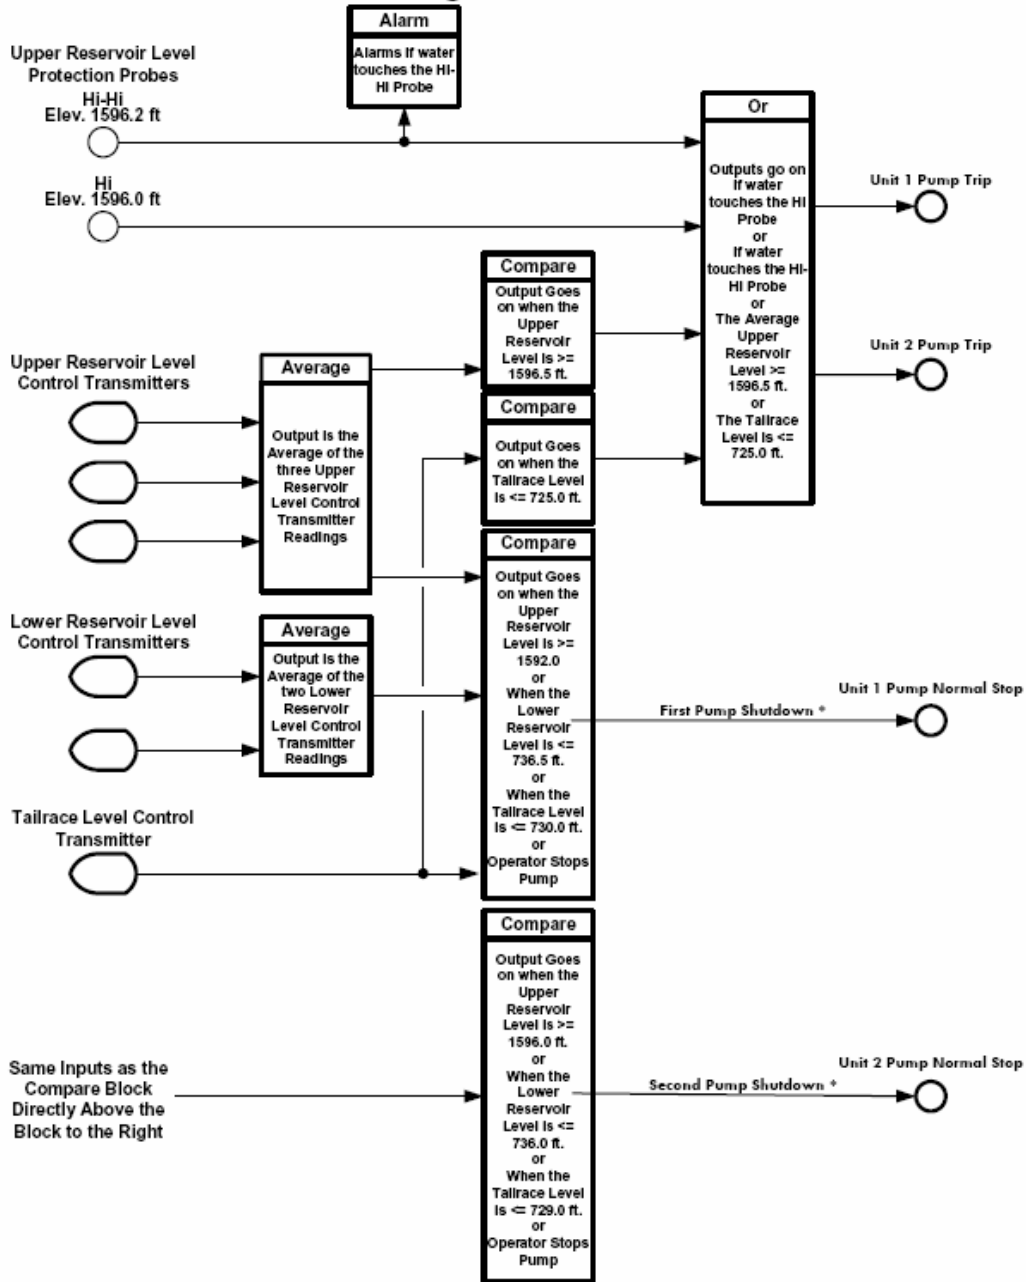 Alarm
Alarms If water
touches the Hi-
Hi Probe
Upper Reservoir Level
Protection Probes
Hi-Hi
Elev. 1596.2 ft
Hi
Elev. 1596.0 ft
Or
Outputs go on
If water
touches the Hi
Probe
or
If water
touches the Hi-
Hi Probe
or
The Average
Upper
Reservoir
Level >=
1596.5 ft.
or
The Tailrace
Level is <=
725.0 ft.
Unit 1 Pump Trip
Unit 2 Pump Trip
Compare
Output Goes
on when the
Upper
Reservoir
Level is >=
1596.5 ft.
Upper Reservoir Level
Control Transmitters
Average
Output is the
Average of the
three Upper
Reservoir
Level Control
Transmitter
Readings
Compare
Output Goes
on when the
Tailrace Level
is <= 725.0 ft.
Compare
Output Goes
on when the
Upper
Reservoir
Level is >=
1592.0
or
When the
Lower
Reservoir
Level is <=
736.5 ft.
or
When the
Tailrace Level
is <= 730.0 ft.
or
Operator Stops
Pump
Lower Reservoir Level
Control Transmitters
Average
Output is the
Average of the
two Lower
Reservoir
Level Control
Transmitter
Readings
First Pump Shutdown *
Unit 1 Pump Normal Stop
Tailrace Level Control
Transmitter
Compare
Output Goes
on when the
Upper
Reservoir
Level is >=
1596.0 ft.
or
When the
Lower
Reservoir
Level is <=
736.0 ft.
or
When the
Tailrace Level
is <= 729.0 ft.
or
Operator Stops
Pump
Same Inputs as the
Compare Block
Directly Above the
Block to the Right
Second Pump Shutdown *
Unit 2 Pump Normal Stop